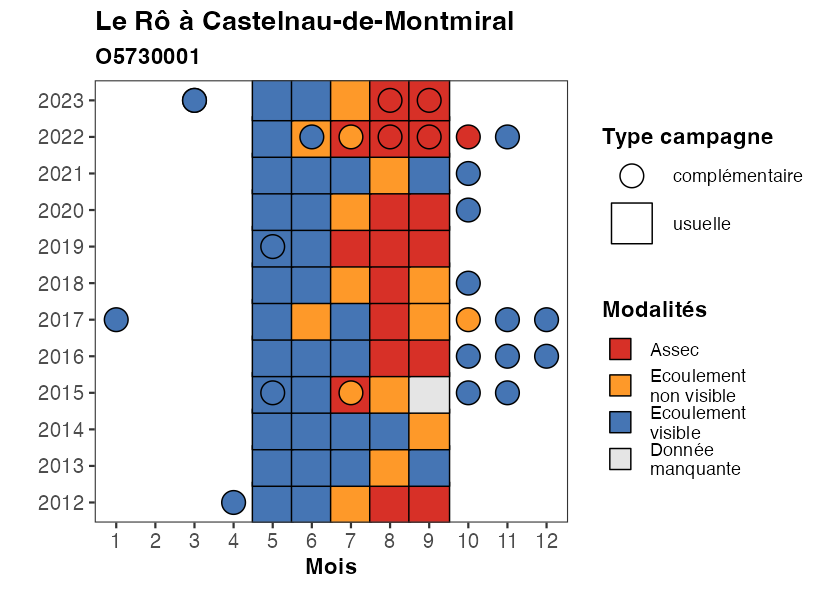 Le Rô à Castelnau-de-Montmiral
O5730001
2023
2022
2021
2020
2019
2018
2017
2016
2015
2014
2013
2012
1 2 3 4 5 6 7 8 9 10 11 12
Mois
Type campagne
complémentaire
usuelle
Modalités
Assec
Ecoulement
non visible
Ecoulement
visible
Donnée
manquante